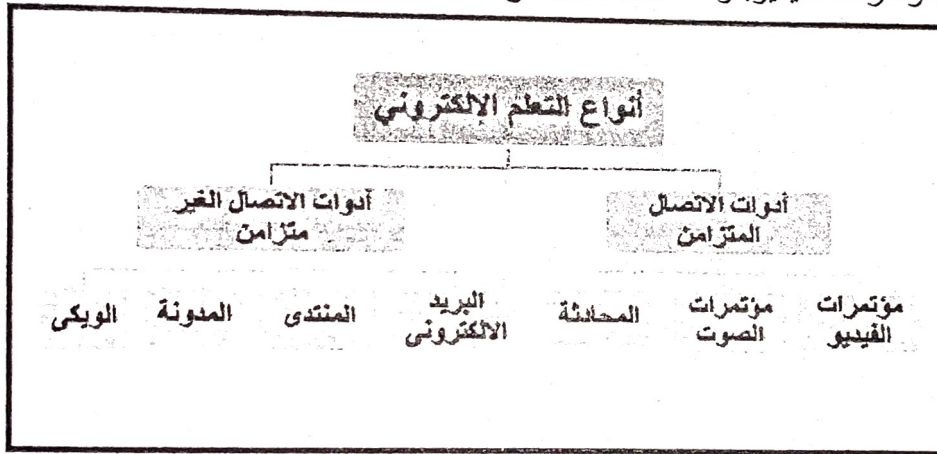 أنواع التعلم الإلكتروني
أدوات الاتصال
المتزامن
أدوات الاتصال الغير
متزامن
مؤتمرات
الفيديو
مؤتمرات
الصوت
المحادثة
البريد
الالكترونى
المنتدى
المدونة
الويكى